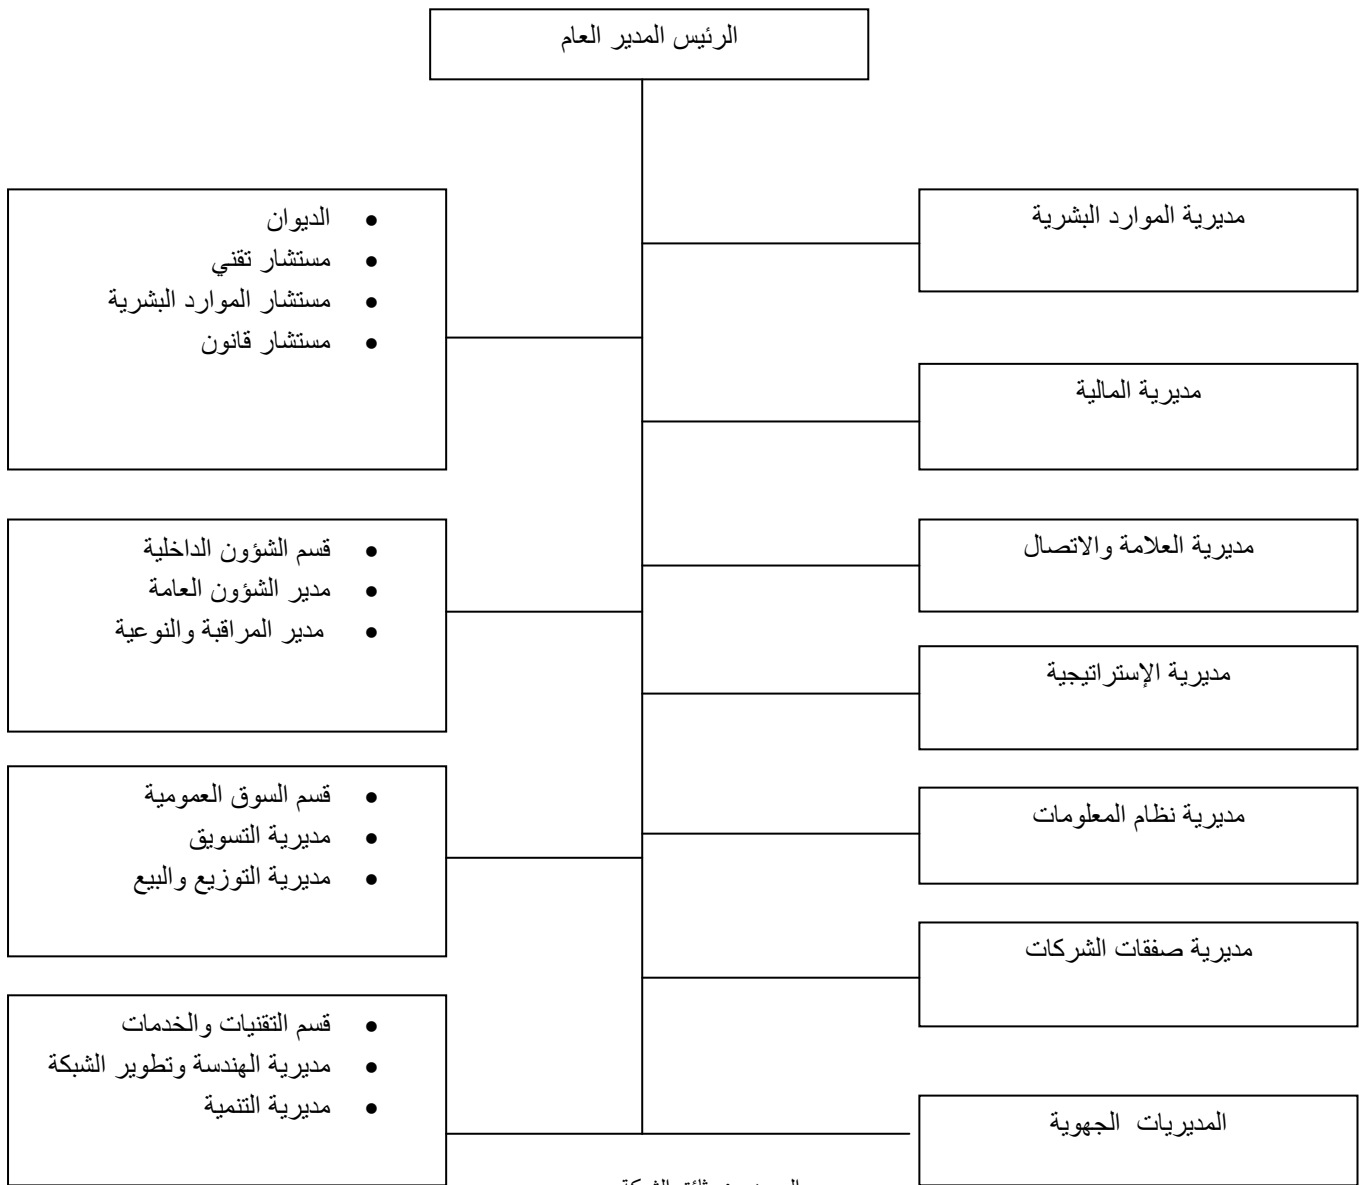 الرئيس المدير العام
مديرية الموارد البشرية
• الديوان
• مستشار تقني
• مستشار الموارد البشرية
• مستشار قانون
مديرية المالية
مديرية العلامة والاتصال
• قسم الشؤون الداخلية
• مدير الشؤون العامة
• مدير المراقبة والنوعية
مديرية الإستراتيجية
مديرية نظام المعلومات
• قسم السوق العمومية
• مديرية التسويق
• مديرية التوزيع والبيع
مديرية صفقات الشركات
• قسم التقنيات والخدمات
• مديرية الهندسة وتطوير الشبكة
• مديرية التنمية
المديريات الجهوية